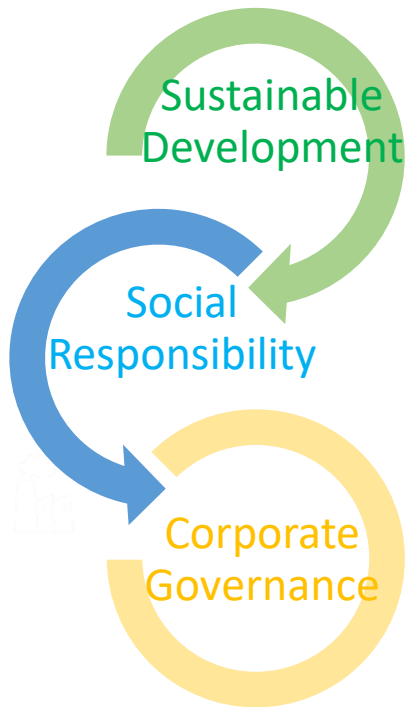 Sustainable
Development
Social
Responsibility
Corporate
Governance